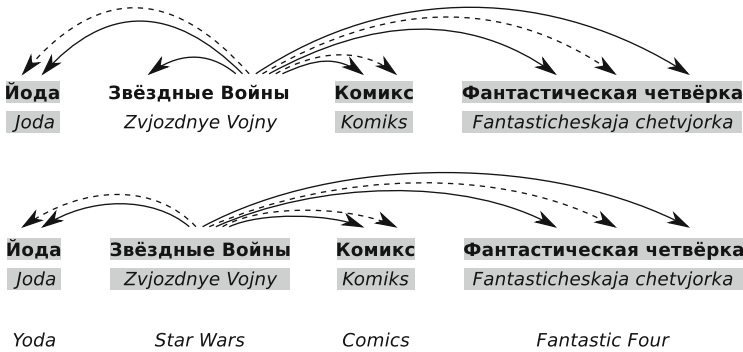 Йода Звёздные Войны Комикс Фантастическая четвёрка
Joda Zvjozdnye Vojny Komiks Fantasticheskaja chetvjorka
Йода Звёздные Войны Комикс Фантастическая четвёрка
Joda Zvjozdnye Vojny Komiks Fantasticheskaja chetvjorka
Yoda Star Wars Comics Fantastic Four